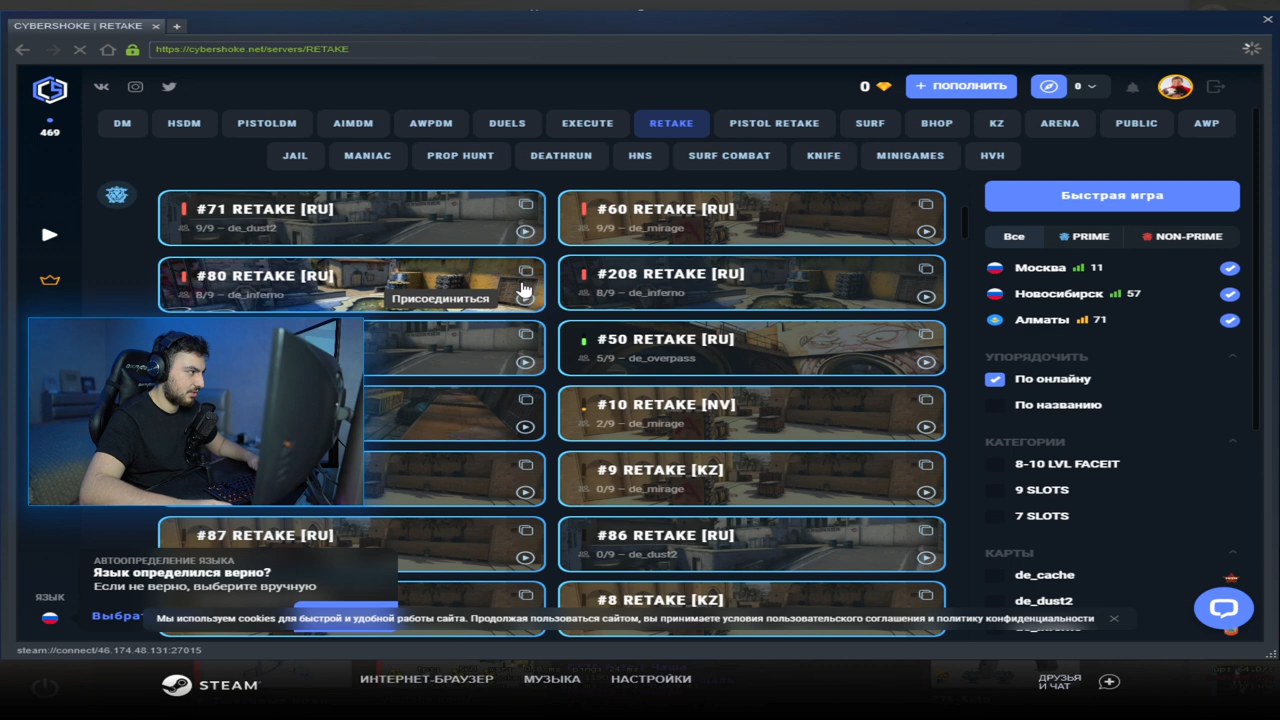 CYBERSHOKE | RETAKE × +
https://cybershoke.net/servers/RETAKE
0 + ПОПОЛНИТЬ 0
469
DM HSDM PISTOLDM AIMDM AWPDM DUELS EXECUTE RETAKE PISTOL RETAKE SURF BHOP KZ ARENA PUBLIC AWP
JAIL MANIAC PROP HUNT DEATHRUN HNS SURF COMBAT KNIFE MINIGAMES HVH
#71 RETAKE [RU]
9/9 – de_dust2
#60 RETAKE [RU]
9/9 – de_mirage
#80 RETAKE [RU]
8/9 – de_inferno
Присоединиться
#208 RETAKE [RU]
8/9 – de_inferno
#50 RETAKE [RU]
5/9 – de_overpass
#10 RETAKE [NV]
2/9 – de_mirage
#9 RETAKE [KZ]
0/9 – de_mirage
#87 RETAKE [RU]
#86 RETAKE [RU]
0/9 – de_dust2
#8 RETAKE [KZ]
Быстрая игра
Все PRIME NON-PRIME
Москва 11
Новосибирск 57
Алматы 71
УПОРЯДОЧИТЬ
По онлайну
По названию
КАТЕГОРИИ
8-10 LVL FACEIT
9 SLOTS
7 SLOTS
КАРТЫ
de_cache
de_dust2
АВТООПРЕДЕЛЕНИЕ ЯЗЫКА
Язык определился верно?
Если не верно, выберите вручную
ЯЗЫК
Выбра
Мы используем cookies для быстрой и удобной работы сайта. Продолжая пользоваться сайтом, вы принимаете условия пользовательского соглашения и политику конфиденциальности
steam://connect/46.174.48.131:27015
STEAM ИНТЕРНЕТ-БРАУЗЕР МУЗЫКА НАСТРОЙКИ
ДРУЗЬЯ
И ЧАТ